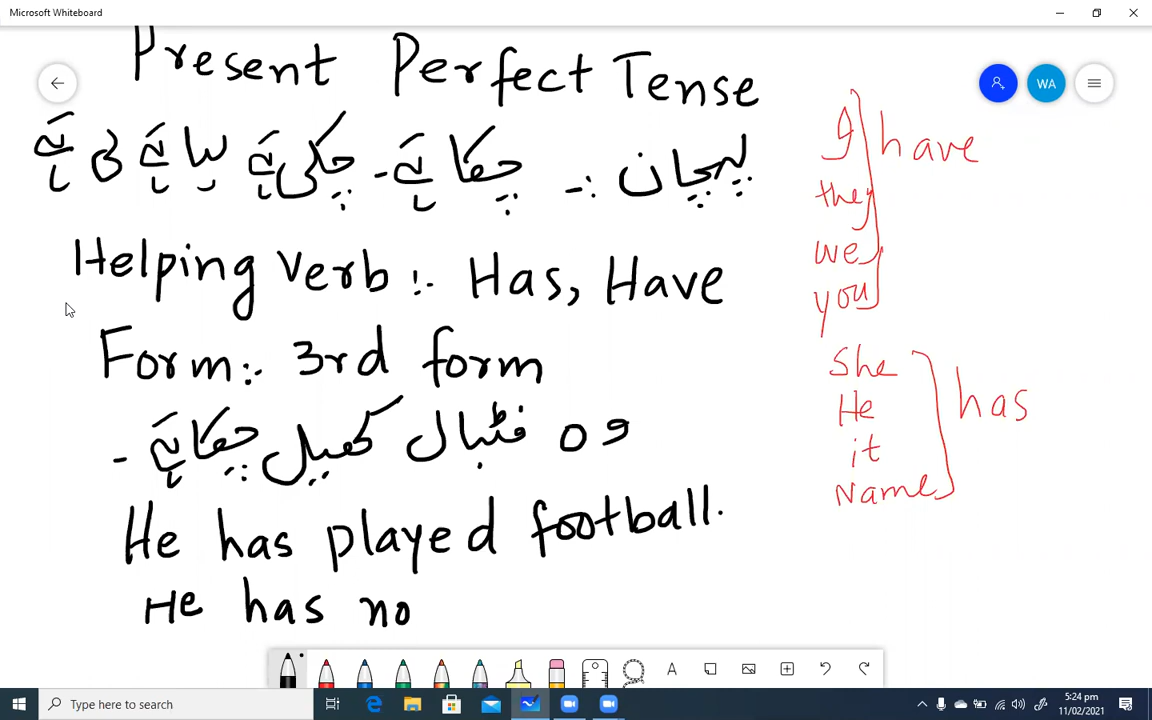 Microsoft Whiteboard
Present Perfect Tense
پہچان :۔ چکا ہے۔ چکی ہے لیا ہے دی ہے
Helping Verb :- Has, Have
Form :- 3rd form
وہ فٹبال کھیل چکا ہے۔
He has played football.
He has no
I
they
we
you
have
She
He
it
Name
has
WA
A
Type here to search
5:24 pm
11/02/2021